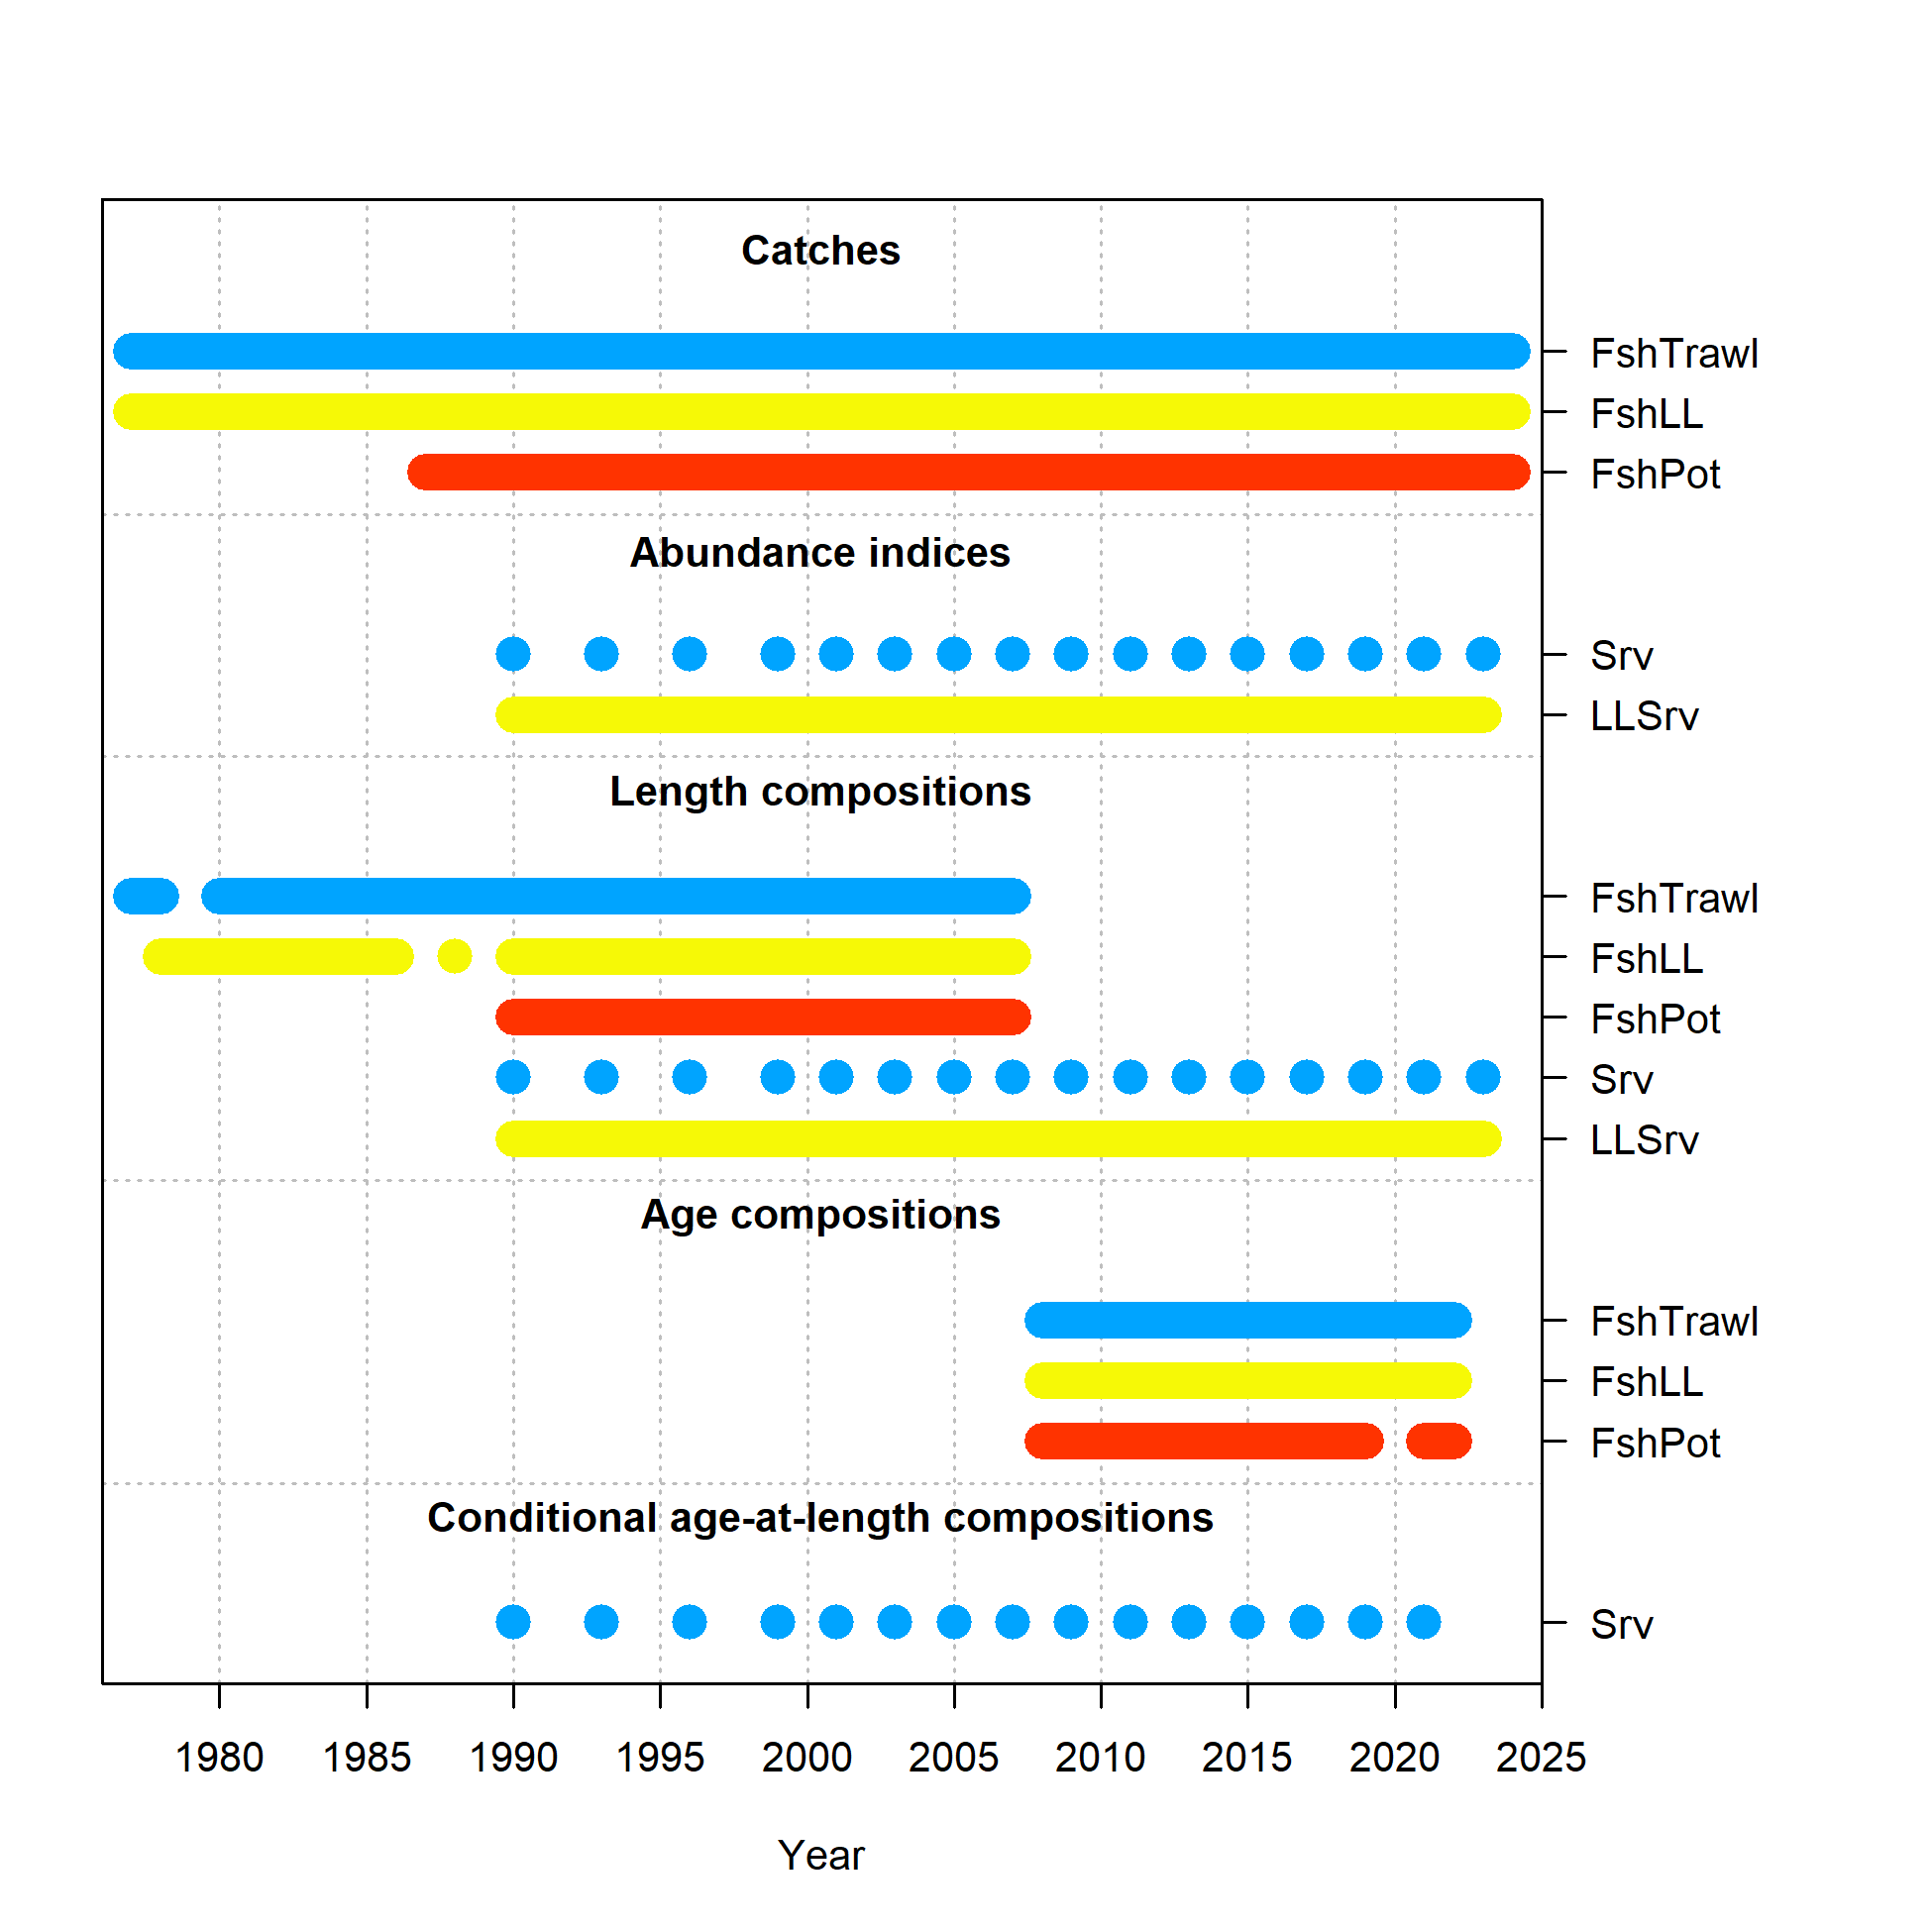 Catches
FshTrawl
FshLL
FshPot
Abundance indices
Srv
LLSrv
Length compositions
FshTrawl
FshLL
FshPot
Srv
LLSrv
Age compositions
FshTrawl
FshLL
FshPot
Conditional age-at-length compositions
Srv
1980 1985 1990 1995 2000 2005 2010 2015 2020 2025
Year